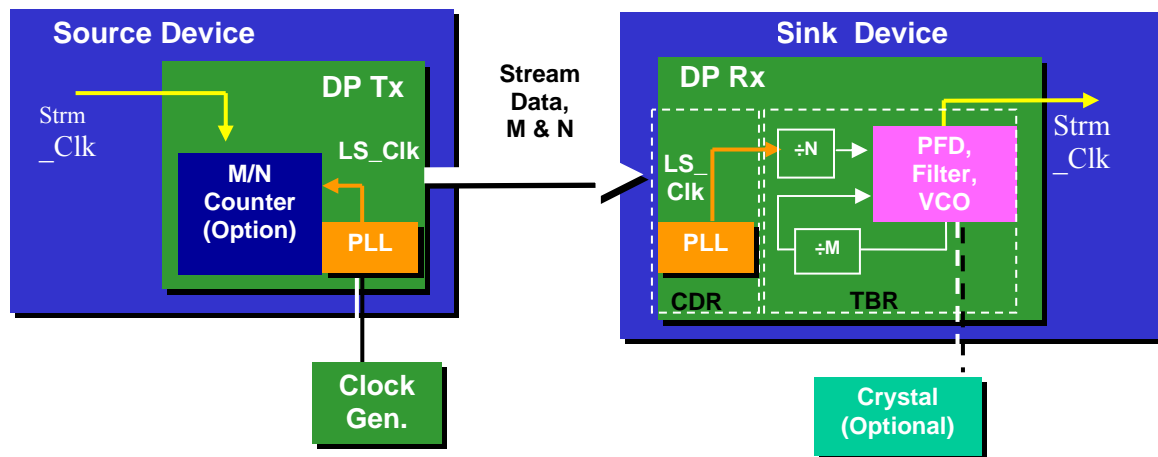 Source Device
DP Tx
Strm
_Clk
LS_Clk
M/N
Counter
(Option)
PLL
Clock
Gen.
Stream
Data,
M & N
Sink Device
DP Rx
LS_
Clk
PLL
CDR
÷N
÷M
PFD,
Filter,
VCO
TBR
Strm
_Clk
Crystal
(Optional)